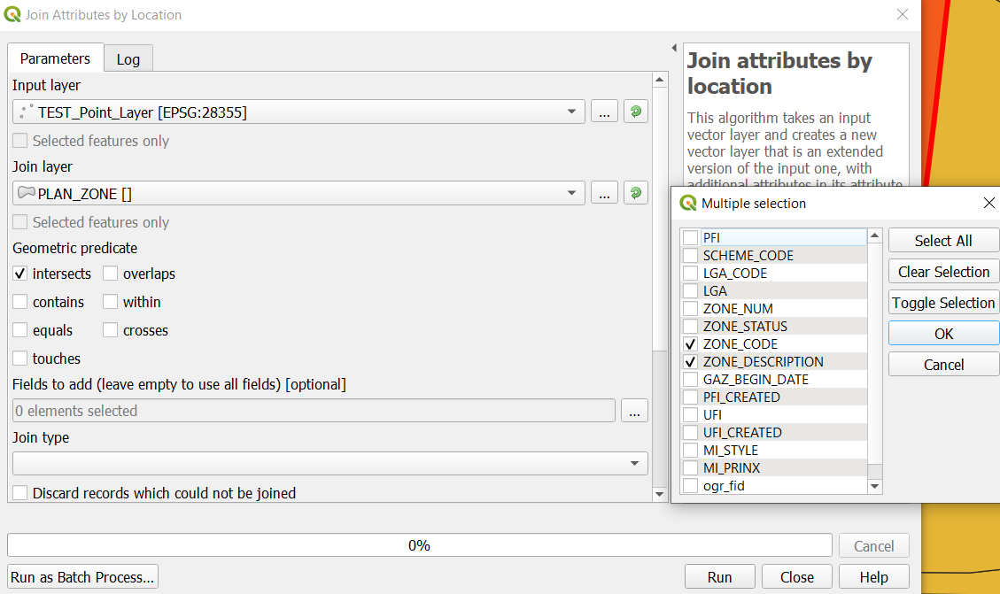 Join Attributes by Location
Parameters
Log
Input layer
TEST_Point_Layer [EPSG:28355]
...
Selected features only
Join layer
PLAN_ZONE []
...
Selected features only
Geometric predicate
intersects
overlaps
contains
within
equals
crosses
touches
Fields to add (leave empty to use all fields) [optional]
0 elements selected
...
Join type
Discard records which could not be joined
0%
Cancel
Run as Batch Process...
Run
Close
Help
Join attributes by
location
This algorithm takes an input
vector layer and creates a new
vector layer that is an extended
version of the input one, with
additional attributes in its attribute
Multiple selection
PFI
SCHEME_CODE
LGA_CODE
LGA
ZONE_NUM
ZONE_STATUS
ZONE_CODE
ZONE_DESCRIPTION
GAZ_BEGIN_DATE
PFI_CREATED
UFI
UFI_CREATED
MI_STYLE
MI_PRINX
ogr_fid
Select All
Clear Selection
Toggle Selection
OK
Cancel